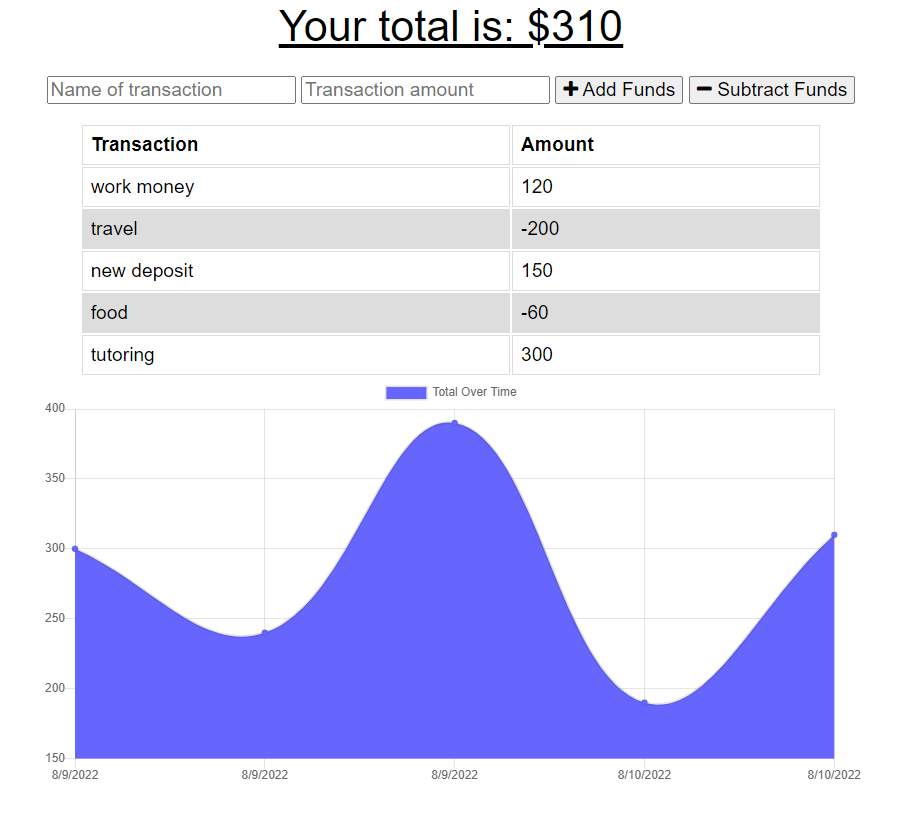 Your total is: $310
Name of transaction Transaction amount Add Funds Subtract Funds
Transaction Amount
work money 120
travel -200
new deposit 150
food -60
tutoring 300
Total Over Time
400
350
300
250
200
150
8/9/2022 8/9/2022 8/9/2022 8/10/2022 8/10/2022